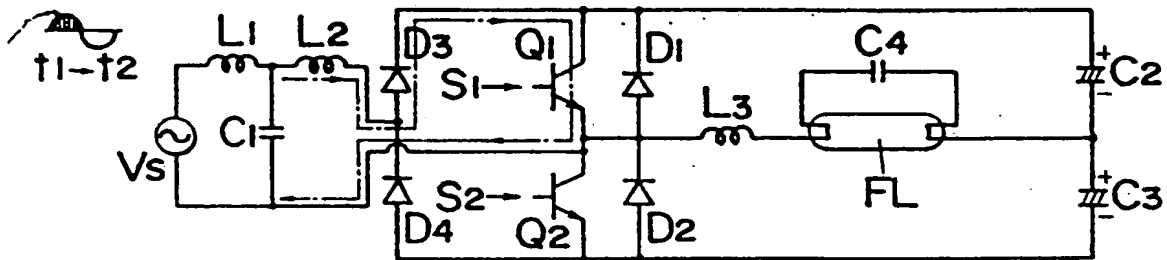 t1→t2
L1
L2
D3
Q1
D1
C4
C2
S1
L3
C1
Vs
S2
D4
Q2
D2
FL
C3
+
-
+
-